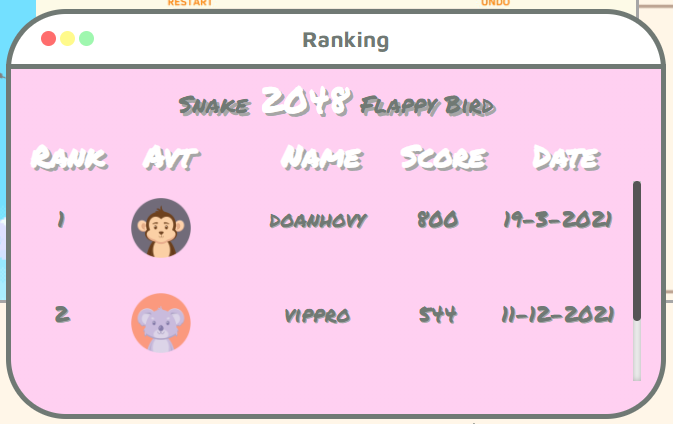 RESTART UNDO
Ranking
Snake 2048 Flappy Bird
Rank Avt Name Score Date
1 doanhovy 800 19-3-2021
2 vippro 544 11-12-2021